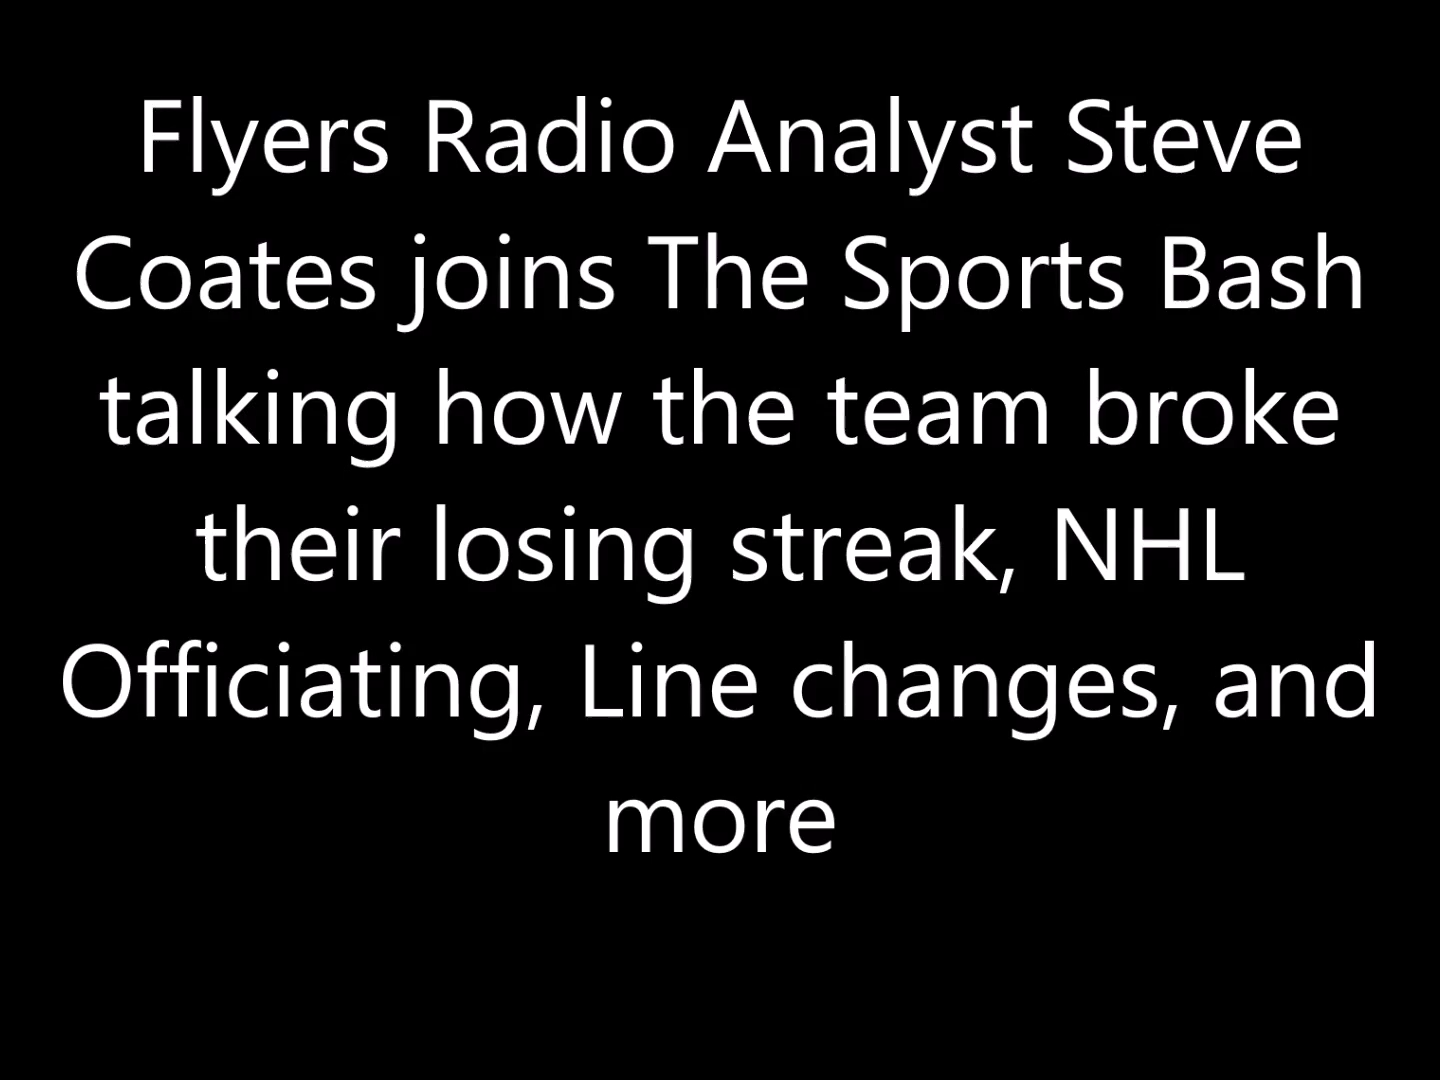 Flyers Radio Analyst Steve
Coates joins The Sports Bash
talking how the team broke
their losing streak, NHL
Officiating, Line changes, and
more